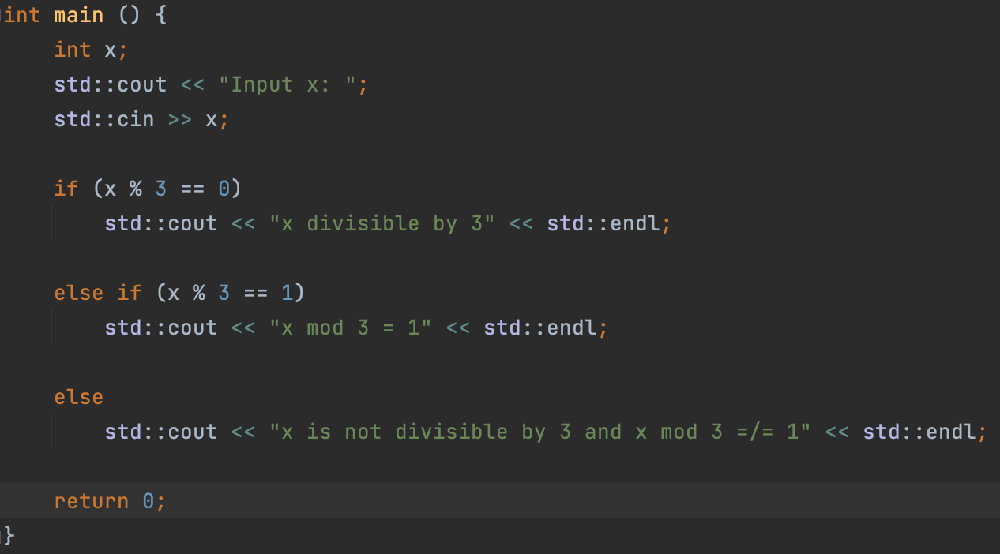 int main () {
    int x;
    std::cout << "Input x: ";
    std::cin >> x;

    if (x % 3 == 0)
        std::cout << "x divisible by 3" << std::endl;

    else if (x % 3 == 1)
        std::cout << "x mod 3 = 1" << std::endl;

    else
        std::cout << "x is not divisible by 3 and x mod 3 =/= 1" << std::endl;

    return 0;
}